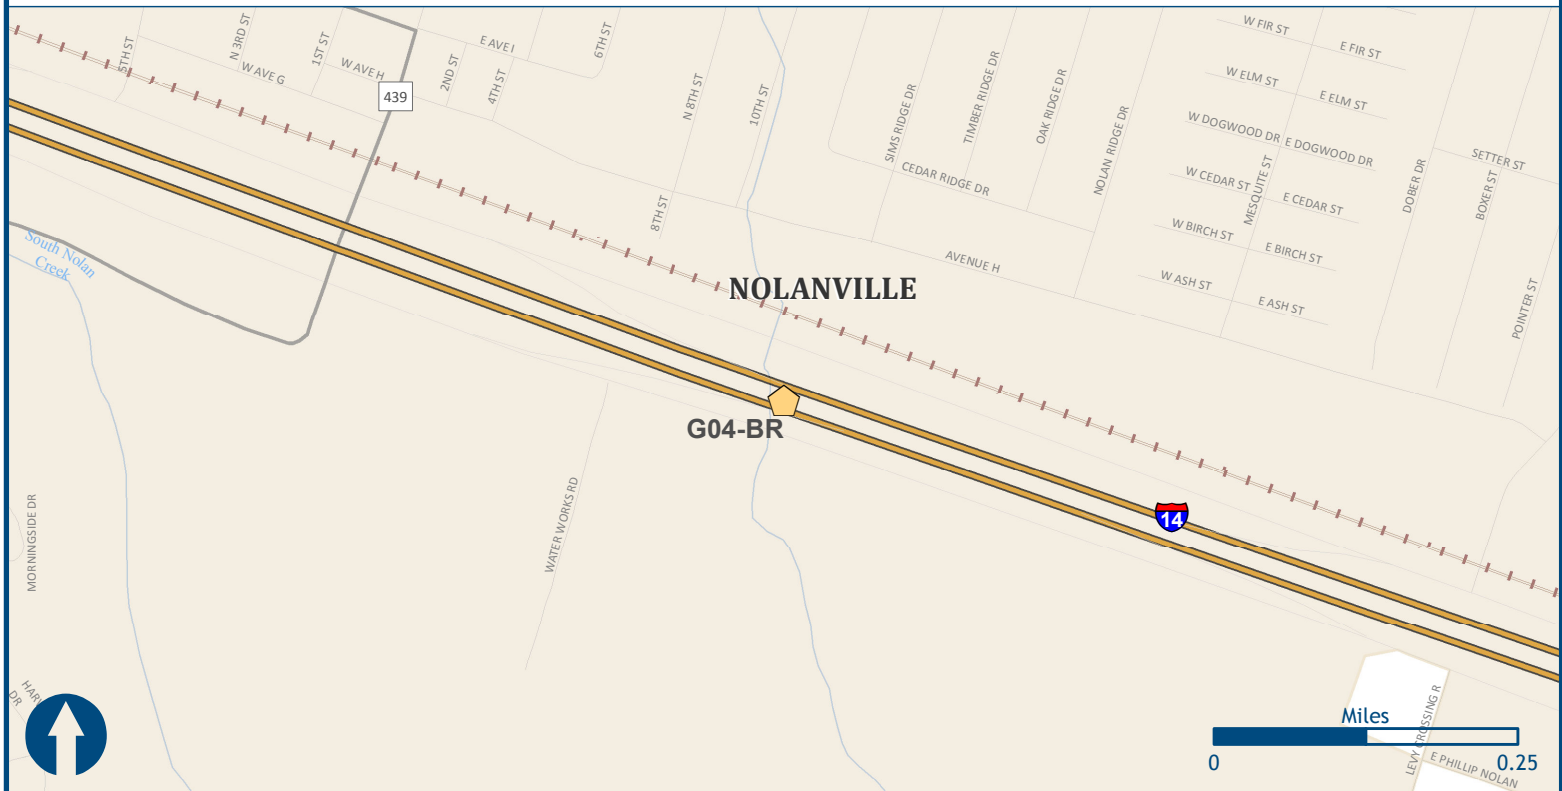 W FIR ST
E FIR ST
5TH ST
N 3RD ST
1ST ST
E AVE I
6TH ST
W AVE G
W AVE H
2ND ST
4TH ST
439
N 8TH ST
10TH ST
SIMS RIDGE DR
TIMBER RIDGE DR
OAK RIDGE DR
NOLAN RIDGE DR
W ELM ST
E ELM ST
W DOGWOOD DR
E DOGWOOD DR
SETTER ST
CEDAR RIDGE DR
W CEDAR ST
MESQUITE ST
E CEDAR ST
DOBER DR
BOXER ST
8TH ST
W BIRCH ST
E BIRCH ST
South Nolan
Creek
AVENUE H
W ASH ST
E ASH ST
POINTER ST
NOLANVILLE
G04-BR
14
MORNINGSIDE DR
WATER WORKS RD
DR
Miles
0
0.25
LEVY CROSSING R
E PHILLIP NOLAN